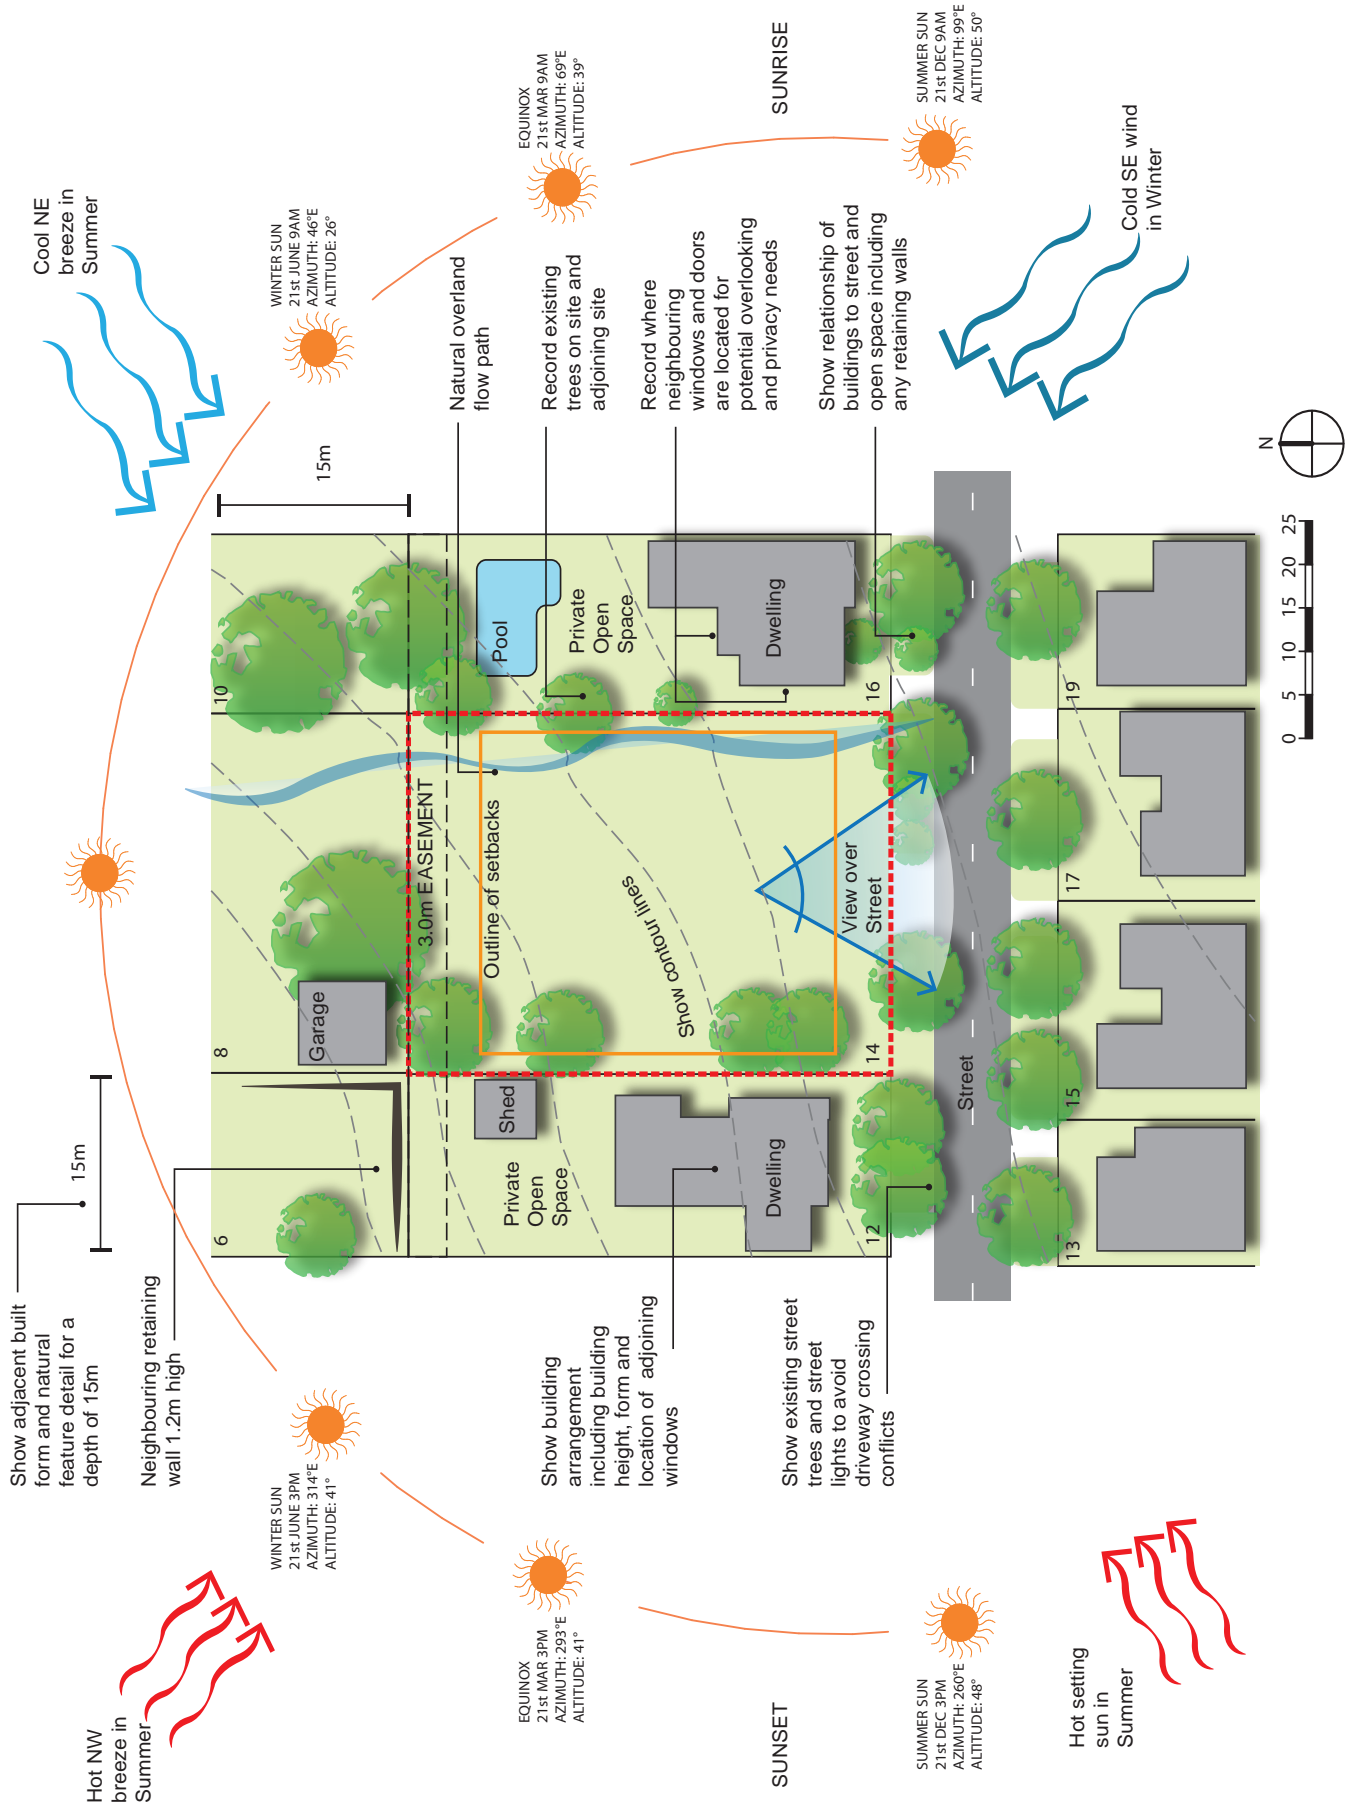 Show adjacent built
form and natural
feature detail for a
depth of 15m
15m
Neighbouring retaining
wall 1.2m high
Hot NW
breeze in
Summer
Cool NE
breeze in
Summer
WINTER SUN
21st JUNE 3PM
AZIMUTH: 314°E
ALTITUDE: 41°
WINTER SUN
21st JUNE 9AM
AZIMUTH: 46°E
ALTITUDE: 26°
15m
6
8
10
Garage
3.0m EASEMENT
Natural overland
flow path
EQUINOX
21st MAR 3PM
AZIMUTH: 293°E
ALTITUDE: 41°
EQUINOX
21st MAR 9AM
AZIMUTH: 69°E
ALTITUDE: 39°
Shed
Outline of setbacks
Pool
Private
Open
Space
Private
Open
Space
Record existing
trees on site and
adjoining site
Show building
arrangement
including building
height, form and
location of adjoining
windows
Show contour lines
Record where
neighbouring
windows and doors
are located for
potential overlooking
and privacy needs
SUNSET
SUNRISE
Dwelling
Dwelling
View over
Street
Show existing street
trees and street
lights to avoid
driveway crossing
conflicts
Show relationship of
buildings to street and
open space including
any retaining walls
12
14
16
SUMMER SUN
21st DEC 3PM
AZIMUTH: 260°E
ALTITUDE: 48°
SUMMER SUN
21st DEC 9AM
AZIMUTH: 99°E
ALTITUDE: 50°
Street
Hot setting
sun in
Summer
Cold SE wind
in Winter
13
15
17
19
0 5 10 15 20 25
N